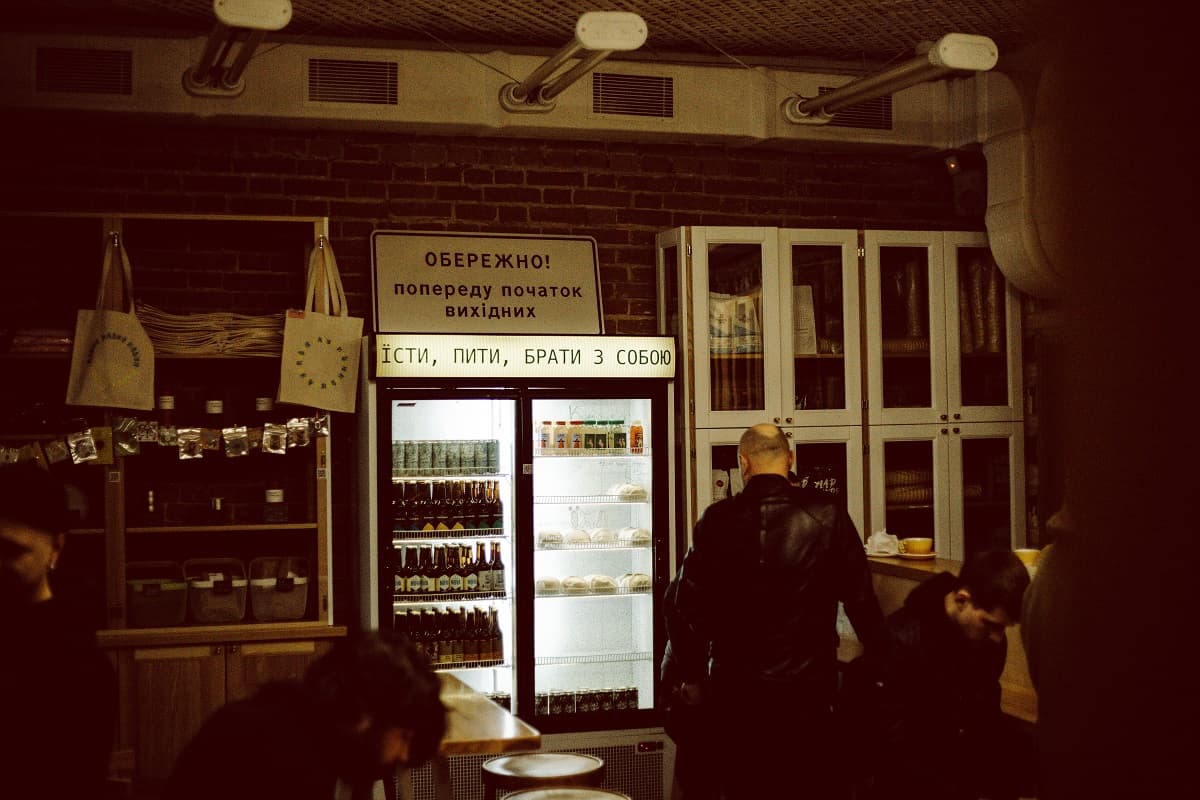 ОБЕРЕЖНО!
попереду початок
вихідних
ЇСТИ, ПИТИ, БРАТИ З СОБОЮ